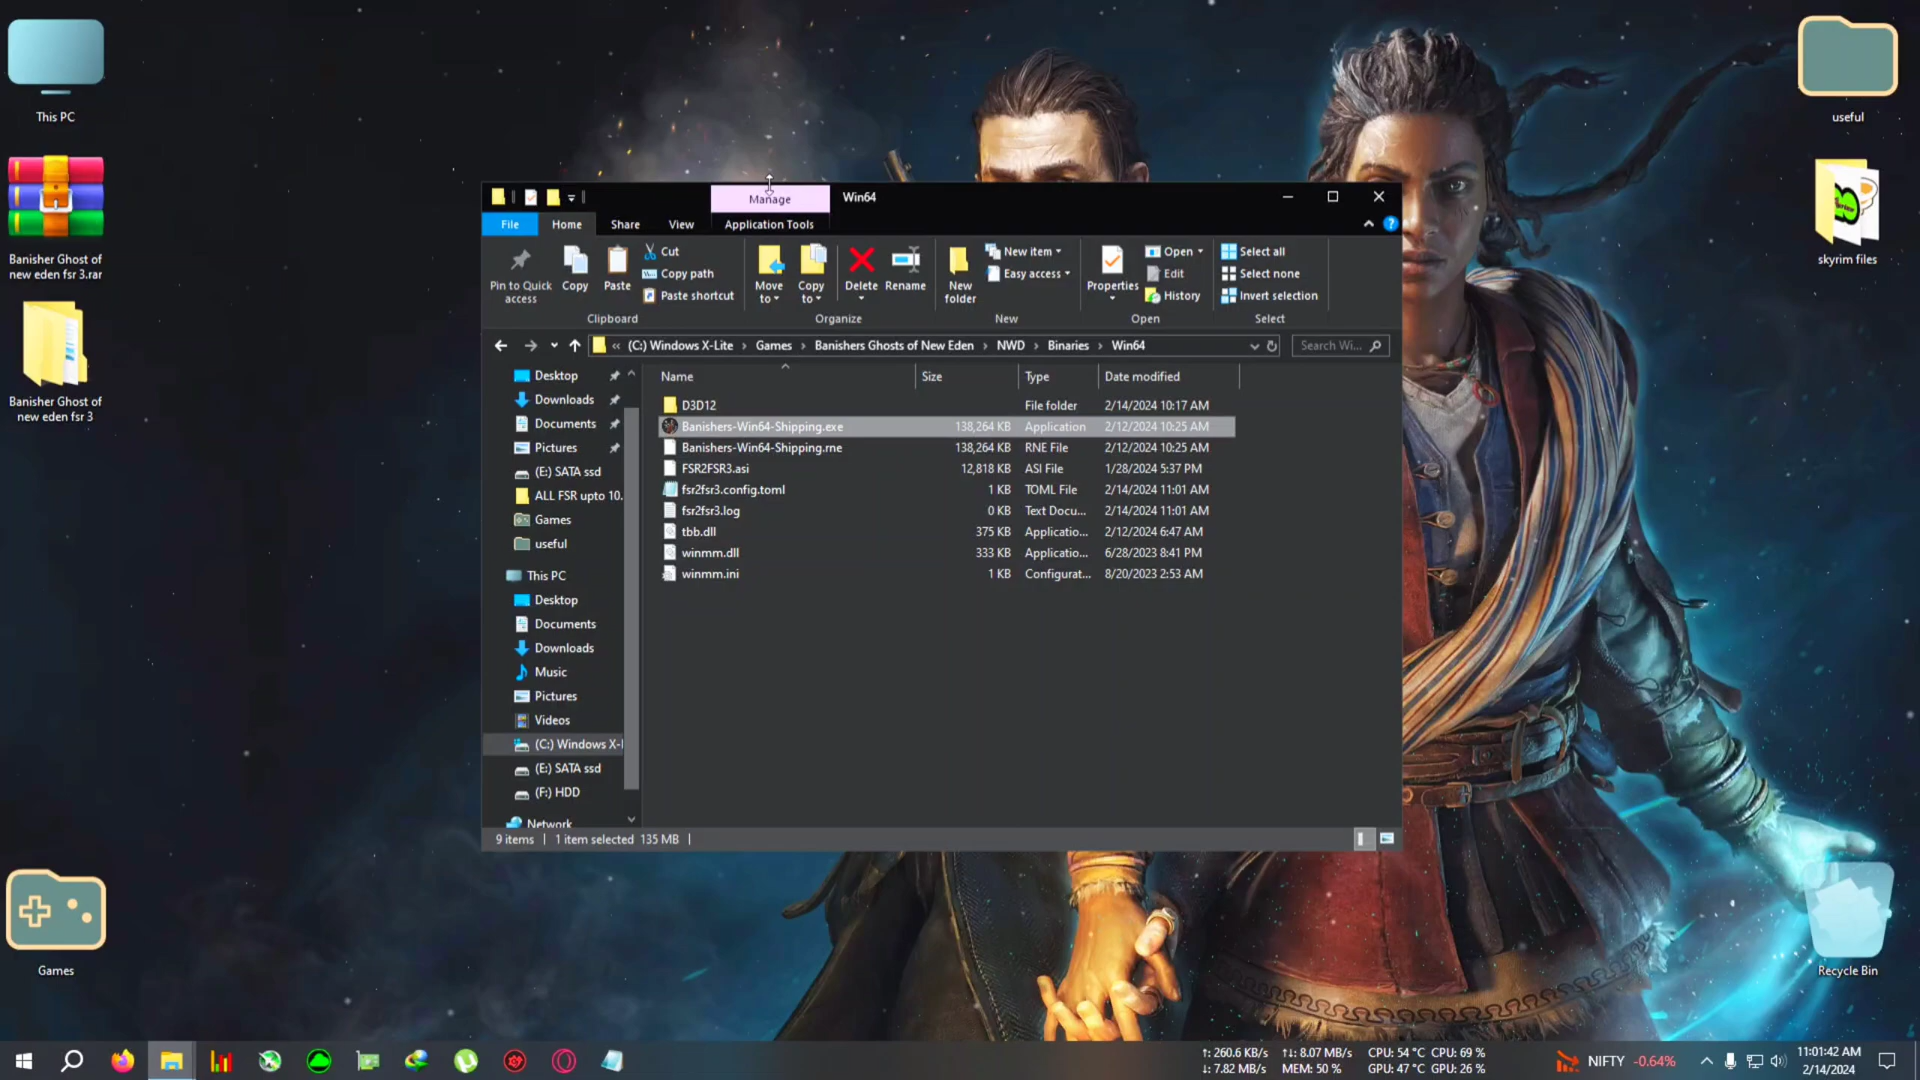 This PC
Banisher Ghost of
new eden fsr 3.rar
Banisher Ghost of
new eden fsr 3
Games
useful
skyrim files
Recycle Bin
Manage
Win64
File
Home
Share
View
Application Tools
Pin to Quick
access
Copy
Paste
Cut
Copy path
Paste shortcut
Clipboard
Move
to
Copy
to
Delete
Rename
Organize
New
folder
New item
Easy access
New
Properties
Open
Edit
History
Open
Select all
Select none
Invert selection
Select
« (C:) Windows X-Lite › Games › Banishers Ghosts of New Eden › NWD › Binaries › Win64
Search Wi...
Desktop
Downloads
Documents
Pictures
(E:) SATA ssd
ALL FSR upto 10.
Games
useful
This PC
Desktop
Documents
Downloads
Music
Pictures
Videos
(C:) Windows X-l
(E:) SATA ssd
(F:) HDD
Network
Name Size Type Date modified
D3D12 File folder 2/14/2024 10:17 AM
Banishers-Win64-Shipping.exe 138,264 KB Application 2/12/2024 10:25 AM
Banishers-Win64-Shipping.rne 138,264 KB RNE File 2/12/2024 10:25 AM
FSR2FSR3.asi 12,818 KB ASI File 1/28/2024 5:37 PM
fsr2fsr3.config.toml 1 KB TOML File 2/14/2024 11:01 AM
fsr2fsr3.log 0 KB Text Docu... 2/14/2024 11:01 AM
tbb.dll 375 KB Applicatio... 2/12/2024 6:47 AM
winmm.dll 333 KB Applicatio... 6/28/2023 8:41 PM
winmm.ini 1 KB Configurat... 8/20/2023 2:53 AM
9 items | 1 item selected 135 MB |
↑: 260.6 KB/s ↑↓: 8.07 MB/s CPU: 54 °C CPU: 69 %
↓: 7.82 MB/s MEM: 50 % GPU: 47 °C GPU: 26 %
NIFTY -0.64%
11:01:42 AM
2/14/2024